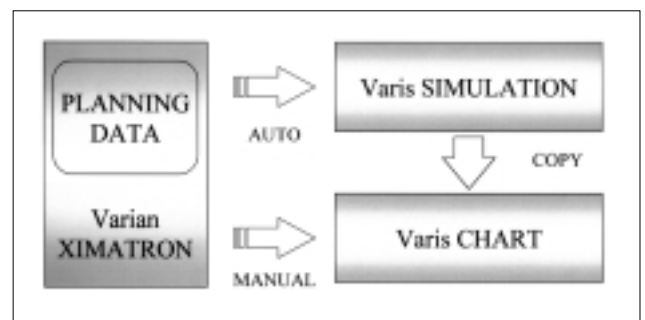 PLANNING
DATA
Varian
XIMATRON
AUTO
MANUAL
Varis SIMULATION
COPY
Varis CHART